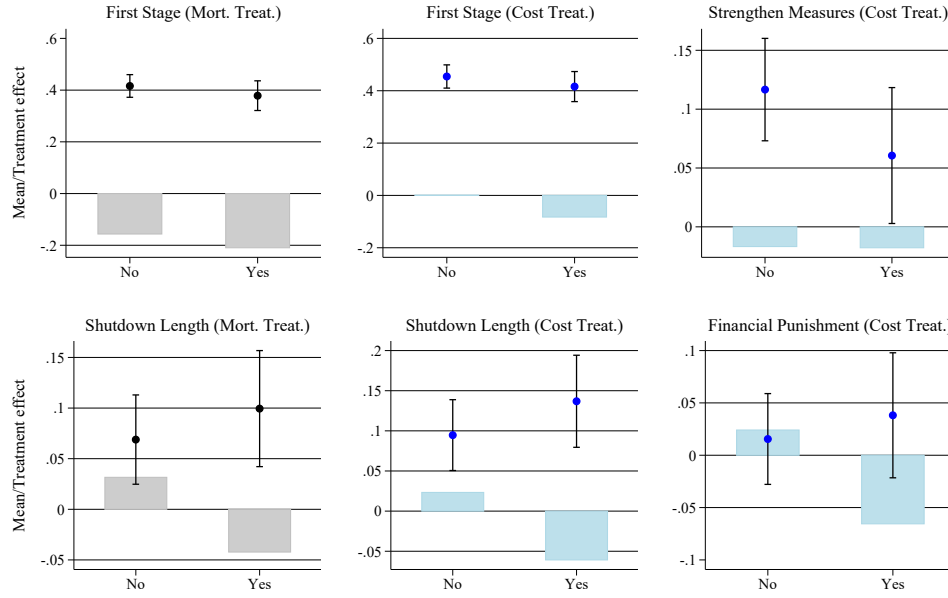 First Stage (Mort. Treat.)
First Stage (Cost Treat.)
Strengthen Measures (Cost Treat.)
Mean/Treatment effect
.6
.4
.2
0
-.2
No
Yes
.6
.4
.2
0
-.2
No
Yes
.15
.1
.05
0
No
Yes
Shutdown Length (Mort. Treat.)
Shutdown Length (Cost Treat.)
Financial Punishment (Cost Treat.)
Mean/Treatment effect
.15
.1
.05
0
-.05
No
Yes
.2
.15
.1
.05
0
-.05
No
Yes
.1
.05
0
-.05
-.1
No
Yes